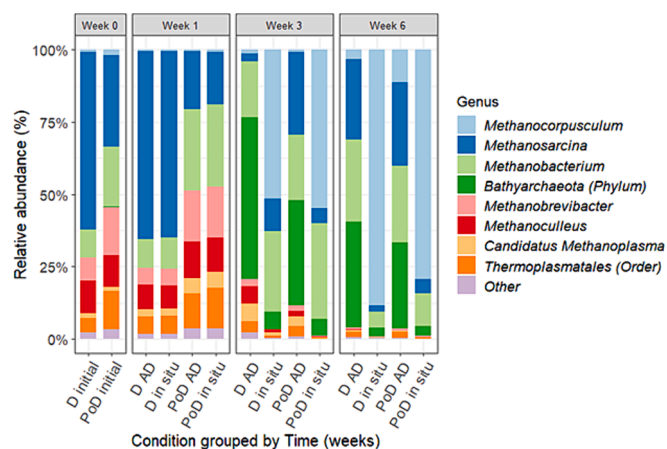 Week 0
Week 1
Week 3
Week 6
100%
75%
50%
25%
0%
Relative abundance (%)
D initial
PoD initial
D AD
D in situ
PoD AD
PoD in situ
D AD
D in situ
PoD AD
PoD in situ
D AD
D in situ
PoD AD
PoD in situ
Condition grouped by Time (weeks)
Genus
Methanocorpusculum
Methanosarcina
Methanobacterium
Bathyarchaeota (Phylum)
Methanobrevibacter
Methanoculleus
Candidatus Methanoplasma
Thermoplasmatales (Order)
Other